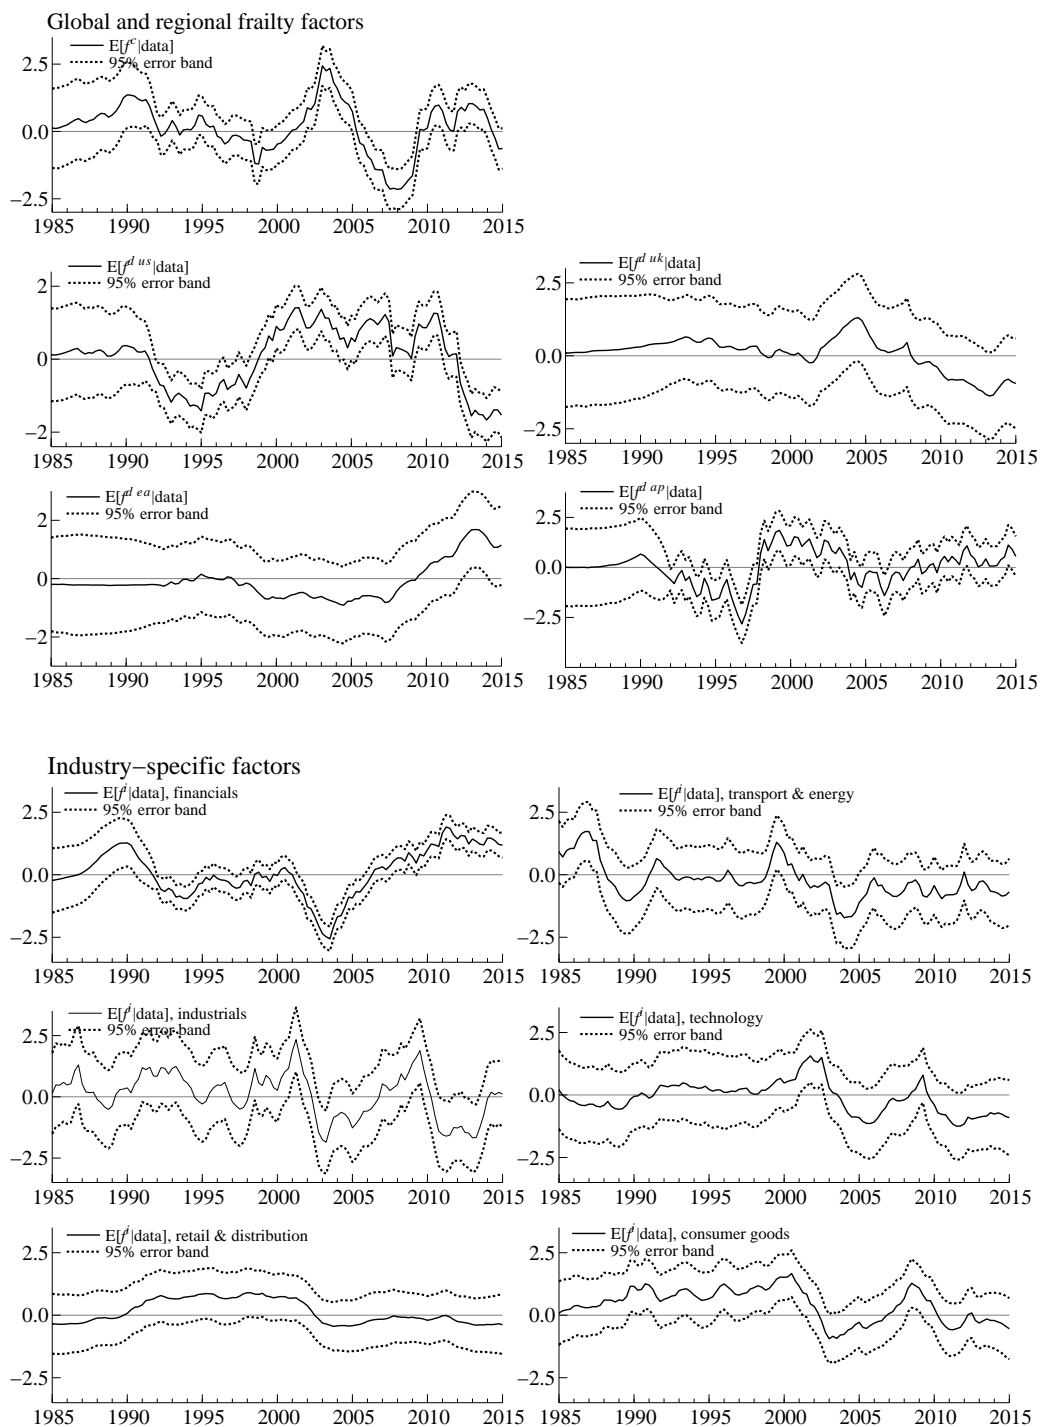 Global and regional frailty factors
E[f^c|data]
95% error band
2.5
0.0
−2.5
1985 1990 1995 2000 2005 2010 2015
E[f^d us|data]
95% error band
2
0
−2
1985 1990 1995 2000 2005 2010 2015
E[f^d uk|data]
95% error band
2.5
0.0
−2.5
1985 1990 1995 2000 2005 2010 2015
E[f^d ea|data]
95% error band
2
0
−2
1985 1990 1995 2000 2005 2010 2015
E[f^d ap|data]
95% error band
2.5
0.0
−2.5
1985 1990 1995 2000 2005 2010 2015
Industry−specific factors
E[f^i|data], financials
95% error band
2.5
0.0
−2.5
1985 1990 1995 2000 2005 2010 2015
E[f^i|data], transport & energy
95% error band
2.5
0.0
−2.5
1985 1990 1995 2000 2005 2010 2015
E[f^i|data], industrials
95% error band
2.5
0.0
−2.5
1985 1990 1995 2000 2005 2010 2015
E[f^i|data], technology
95% error band
2.5
0.0
−2.5
1985 1990 1995 2000 2005 2010 2015
E[f^i|data], retail & distribution
95% error band
2.5
0.0
−2.5
1985 1990 1995 2000 2005 2010 2015
E[f^i|data], consumer goods
95% error band
2.5
0.0
−2.5
1985 1990 1995 2000 2005 2010 2015